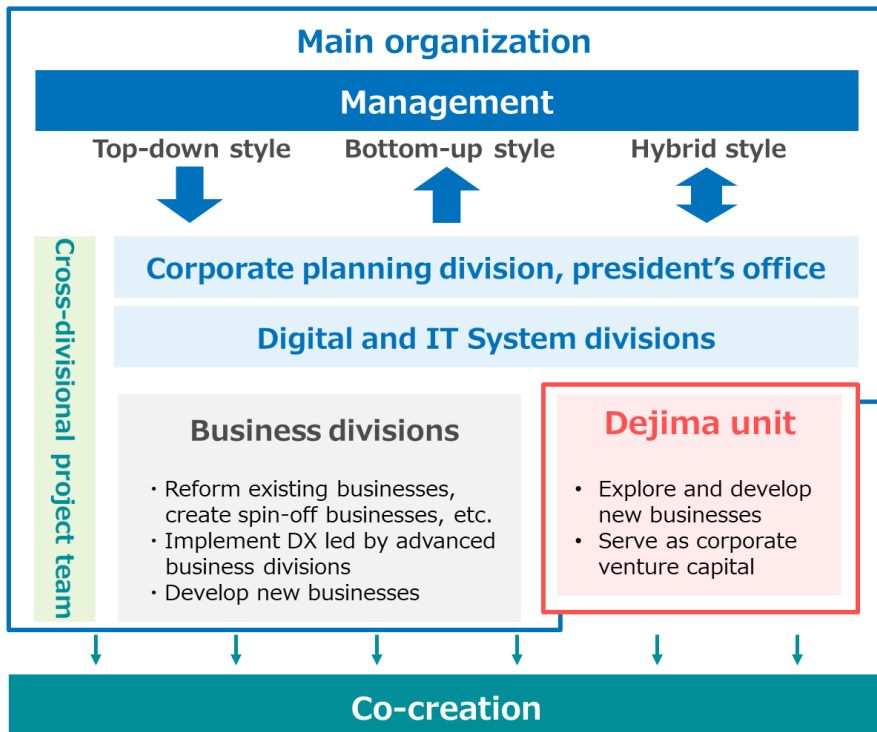 Main organization
Management
Top-down style
Bottom-up style
Hybrid style
Cross-divisional project team
Corporate planning division, president’s office
Digital and IT System divisions
Business divisions
・Reform existing businesses,
create spin-off businesses, etc.
・Implement DX led by advanced
business divisions
・Develop new businesses
Dejima unit
• Explore and develop
new businesses
• Serve as corporate
venture capital
Co-creation